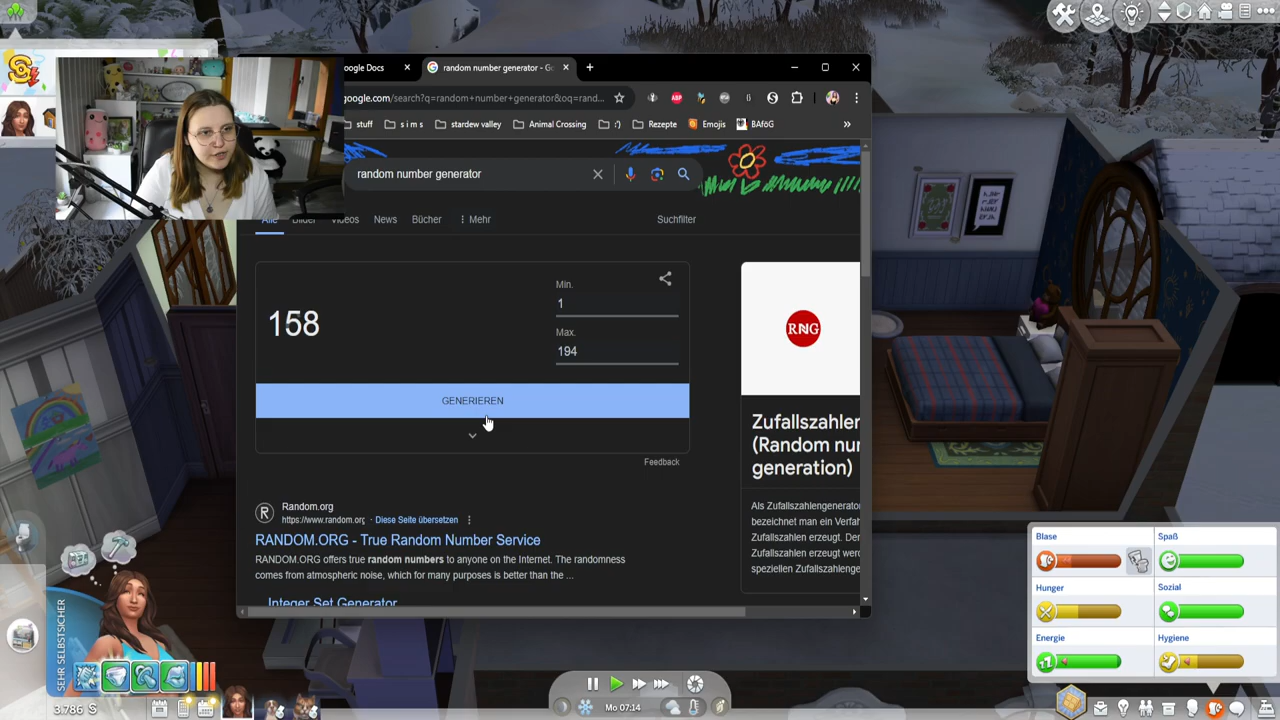 oogle Docs
random number generator - Go
google.com/search?q=random+number+generator&oq=rand...
ABP
stuff
s i m s
stardew valley
Animal Crossing
:)
Rezepte
Emojis
BAföG
random number generator
Alle
Bilder
Videos
News
Bücher
Mehr
Suchfilter
158
Min.
1
Max.
194
GENERIEREN
Feedback
RNG
Zufallszahlen
(Random nu
generation)
Als Zufallszahlengenerato
bezeichnet man ein Verfah
Zufallszahlen erzeugt. Der
Zufallszahlen erzeugt werd
speziellen Zufallszahlenge
R
Random.org
https://www.random.org · Diese Seite übersetzen
RANDOM.ORG - True Random Number Service
RANDOM.ORG offers true random numbers to anyone on the Internet. The randomness
comes from atmospheric noise, which for many purposes is better than the ...
Integer Set Generator
Blase
Spaß
Hunger
Sozial
Energie
Hygiene
SEHR SELBSTSICHER
3.786 $
Mo 07:14